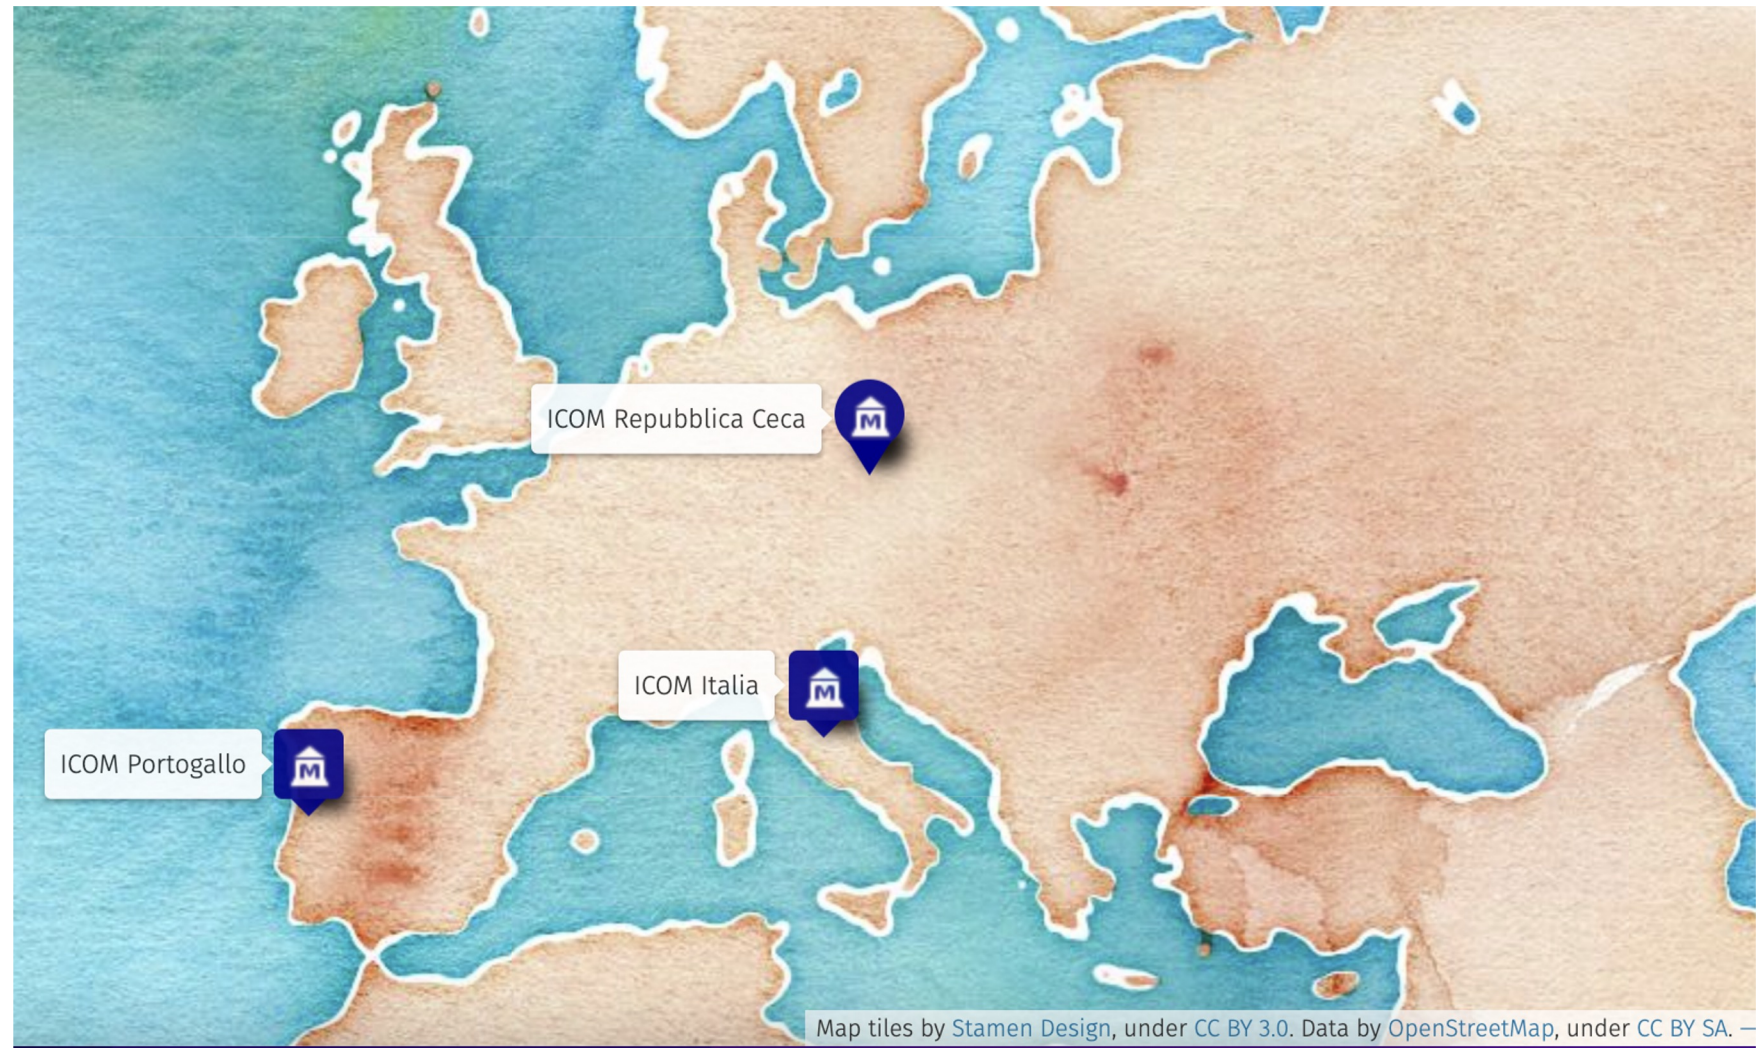 ICOM Repubblica Ceca
M
ICOM Italia
M
ICOM Portogallo
M
Map tiles by Stamen Design, under CC BY 3.0. Data by OpenStreetMap, under CC BY SA. —